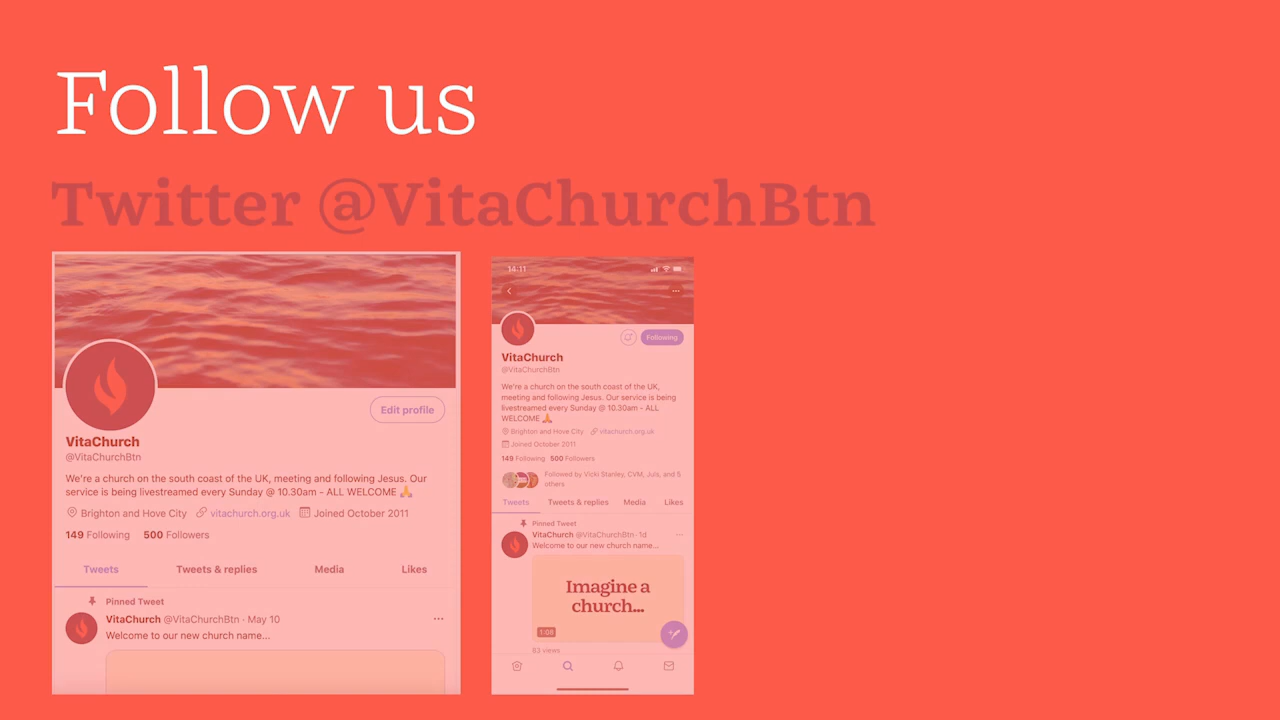 Follow us
Twitter @VitaChurchBtn
Edit profile
VitaChurch
@VitaChurchBtn
We're a church on the south coast of the UK, meeting and following Jesus. Our
service is being livestreamed every Sunday @ 10.30am - ALL WELCOME 🙏
Brighton and Hove City vitachurch.org.uk Joined October 2011
149 Following 500 Followers
Tweets Tweets & replies Media Likes
Pinned Tweet
VitaChurch @VitaChurchBtn · May 10
Welcome to our new church name...
14.11
Following
VitaChurch
@VitaChurchBtn
We're a church on the south coast of the UK,
meeting and following Jesus. Our service is being
livestreamed every Sunday @ 10.30am - ALL
WELCOME 🙏
Brighton and Hove City vitachurch.org.uk
Joined October 2011
149 Following 500 Followers
Followed by Vicki Stanley, CVM, Juls, and 5
others
Tweets Tweets & replies Media Likes
Pinned Tweet
VitaChurch @VitaChurchBtn · 1d
Welcome to our new church name...
Imagine a
church...
1:08
83 views